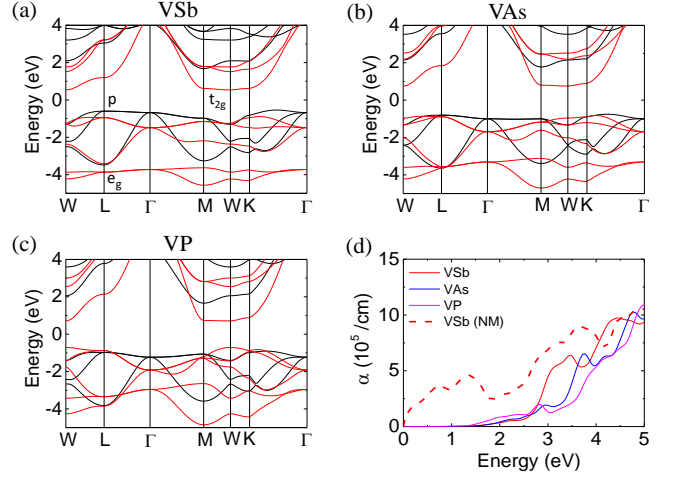 (a) VSb
4
2
0
-2
-4
Energy (eV)
p
t2g
eg
W L Γ M W K Γ
(b) VAs
4
2
0
-2
-4
Energy (eV)
W L Γ M W K Γ
(c) VP
4
2
0
-2
-4
Energy (eV)
W L Γ M W K Γ
(d)
15
10
5
0
α (10⁵ /cm)
VSb
VAs
VP
VSb (NM)
0 1 2 3 4 5
Energy (eV)